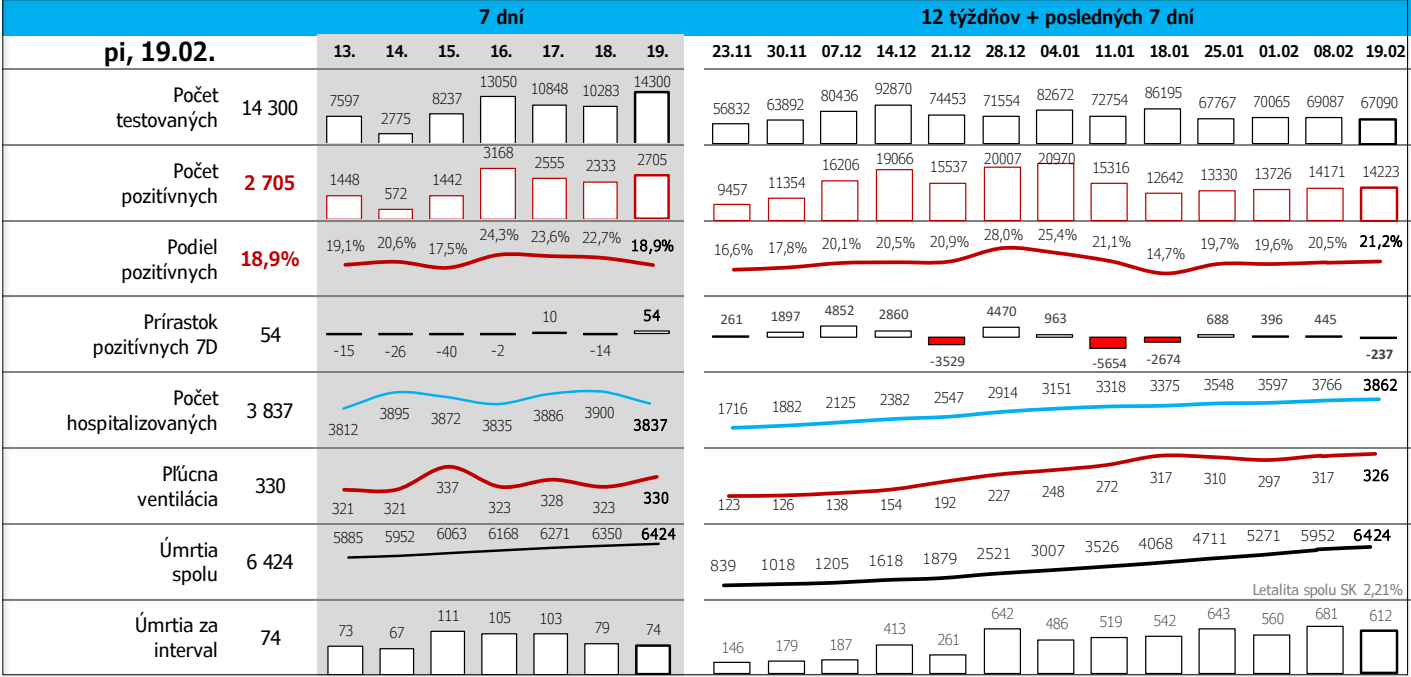 7 dní 12 týždňov + posledných 7 dní
pi, 19.02. 13. 14. 15. 16. 17. 18. 19. 23.11 30.11 07.12 14.12 21.12 28.12 04.01 11.01 18.01 25.01 01.02 08.02 19.02
Počet
testovaných
14 300 7597 2775 8237 13050 10848 10283 14300 56832 63892 80436 92870 74453 71554 82672 72754 86195 67767 70065 69087 67090
Počet
pozitívnych
2 705 1448 572 1442 3168 2555 2333 2705 9457 11354 16206 19066 15537 20007 20970 15316 12642 13330 13726 14171 14223
Podiel
pozitívnych
18,9% 19,1% 20,6% 17,5% 24,3% 23,6% 22,7% 18,9% 16,6% 17,8% 20,1% 20,5% 20,9% 28,0% 25,4% 21,1% 14,7% 19,7% 19,6% 20,5% 21,2%
Prírastok
pozitívnych 7D
54 -15 -26 -40 -2 10 -14 54 261 1897 4852 2860 -3529 4470 963 -5654 -2674 688 396 445 -237
Počet
hospitalizovaných
3 837 3812 3895 3872 3835 3886 3900 3837 1716 1882 2125 2382 2547 2914 3151 3318 3375 3548 3597 3766 3862
Pľúcna
ventilácia
330 321 321 337 323 328 323 330 123 126 138 154 192 227 248 272 317 310 297 317 326
Úmrtia
spolu
6 424 5885 5952 6063 6168 6271 6350 6424 839 1018 1205 1618 1879 2521 3007 3526 4068 4711 5271 5952 6424
Letalita spolu SK 2,21%
Úmrtia za
interval
74 73 67 111 105 103 79 74 146 179 187 413 261 642 486 519 542 643 560 681 612